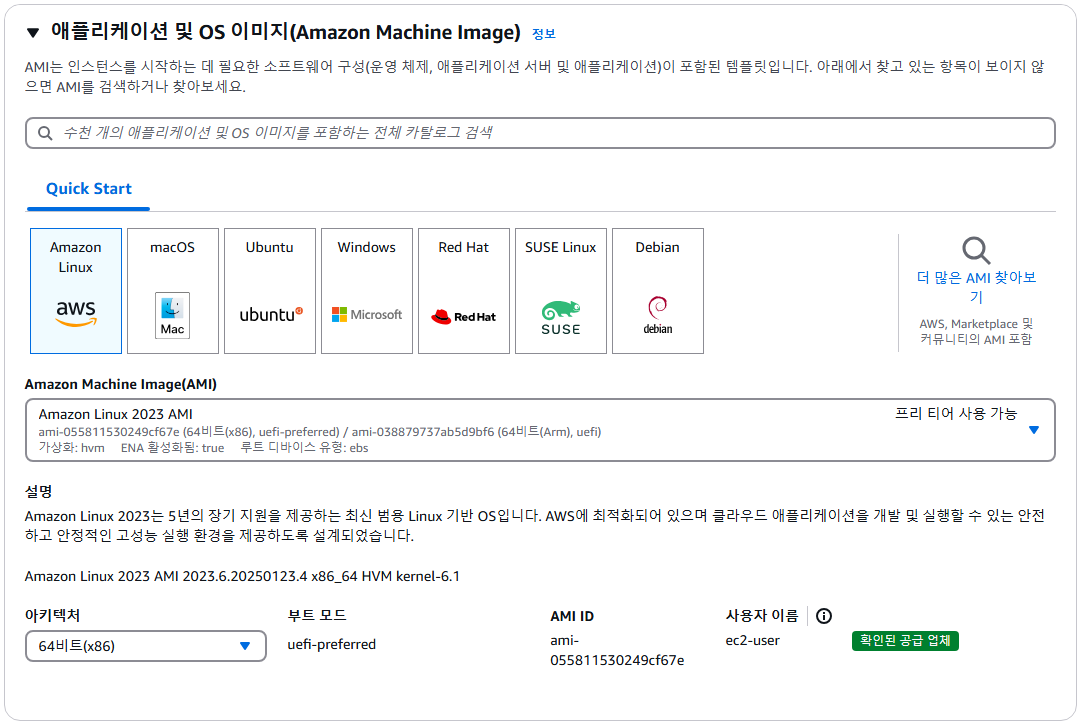 ▼ 애플리케이션 및 OS 이미지(Amazon Machine Image) 정보
AMI는 인스턴스를 시작하는 데 필요한 소프트웨어 구성(운영 체제, 애플리케이션 서버 및 애플리케이션)이 포함된 템플릿입니다. 아래에서 찾고 있는 항목이 보이지 않
으면 AMI를 검색하거나 찾아보세요.
수천 개의 애플리케이션 및 OS 이미지를 포함하는 전체 카탈로그 검색
Quick Start
Amazon
Linux
aws
macOS
Mac
Ubuntu
ubuntu
Windows
Microsoft
Red Hat
Red Hat
SUSE Linux
SUSE
Debian
debian
더 많은 AMI 찾아보
기
AWS, Marketplace 및
커뮤니티의 AMI 포함
Amazon Machine Image(AMI)
Amazon Linux 2023 AMI
프리 티어 사용 가능
ami-055811530249cf67e (64비트(x86), uefi-preferred) / ami-038879737ab5d9bf6 (64비트(Arm), uefi)
가상화: hvm ENA 활성화됨: true 루트 디바이스 유형: ebs
설명
Amazon Linux 2023는 5년의 장기 지원을 제공하는 최신 범용 Linux 기반 OS입니다. AWS에 최적화되어 있으며 클라우드 애플리케이션을 개발 및 실행할 수 있는 안전
하고 안정적인 고성능 실행 환경을 제공하도록 설계되었습니다.
Amazon Linux 2023 AMI 2023.6.20250123.4 x86_64 HVM kernel-6.1
아키텍처
64비트(x86)
부트 모드
uefi-preferred
AMI ID
ami-
055811530249cf67e
사용자 이름
ec2-user
확인된 공급 업체